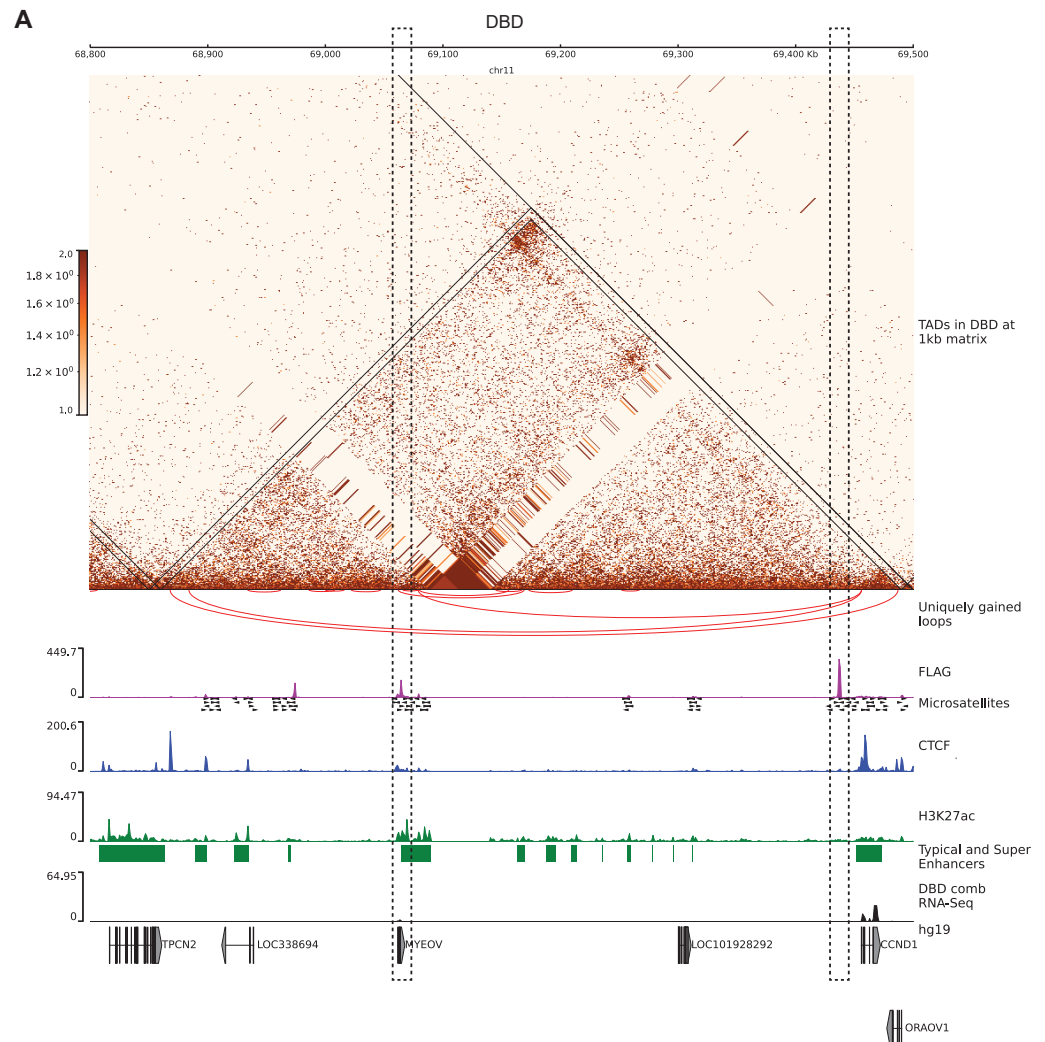 A
DBD
68,800 68,900 69,000 69,100 69,200 69,300 69,400 Kb 69,500
chr11
2,0
1.8 × 10⁰
1.6 × 10⁰
1.4 × 10⁰
1.2 × 10⁰
1,0
TADs in DBD at
1kb matrix
Uniquely gained
loops
449.7
0
FLAG
Microsatellites
200.6
0
CTCF
94.47
0
H3K27ac
Typical and Super
Enhancers
64.95
0
DBD comb
RNA-Seq
hg19
TPCN2 LOC338694 MYEOV LOC101928292 CCND1
ORAOV1